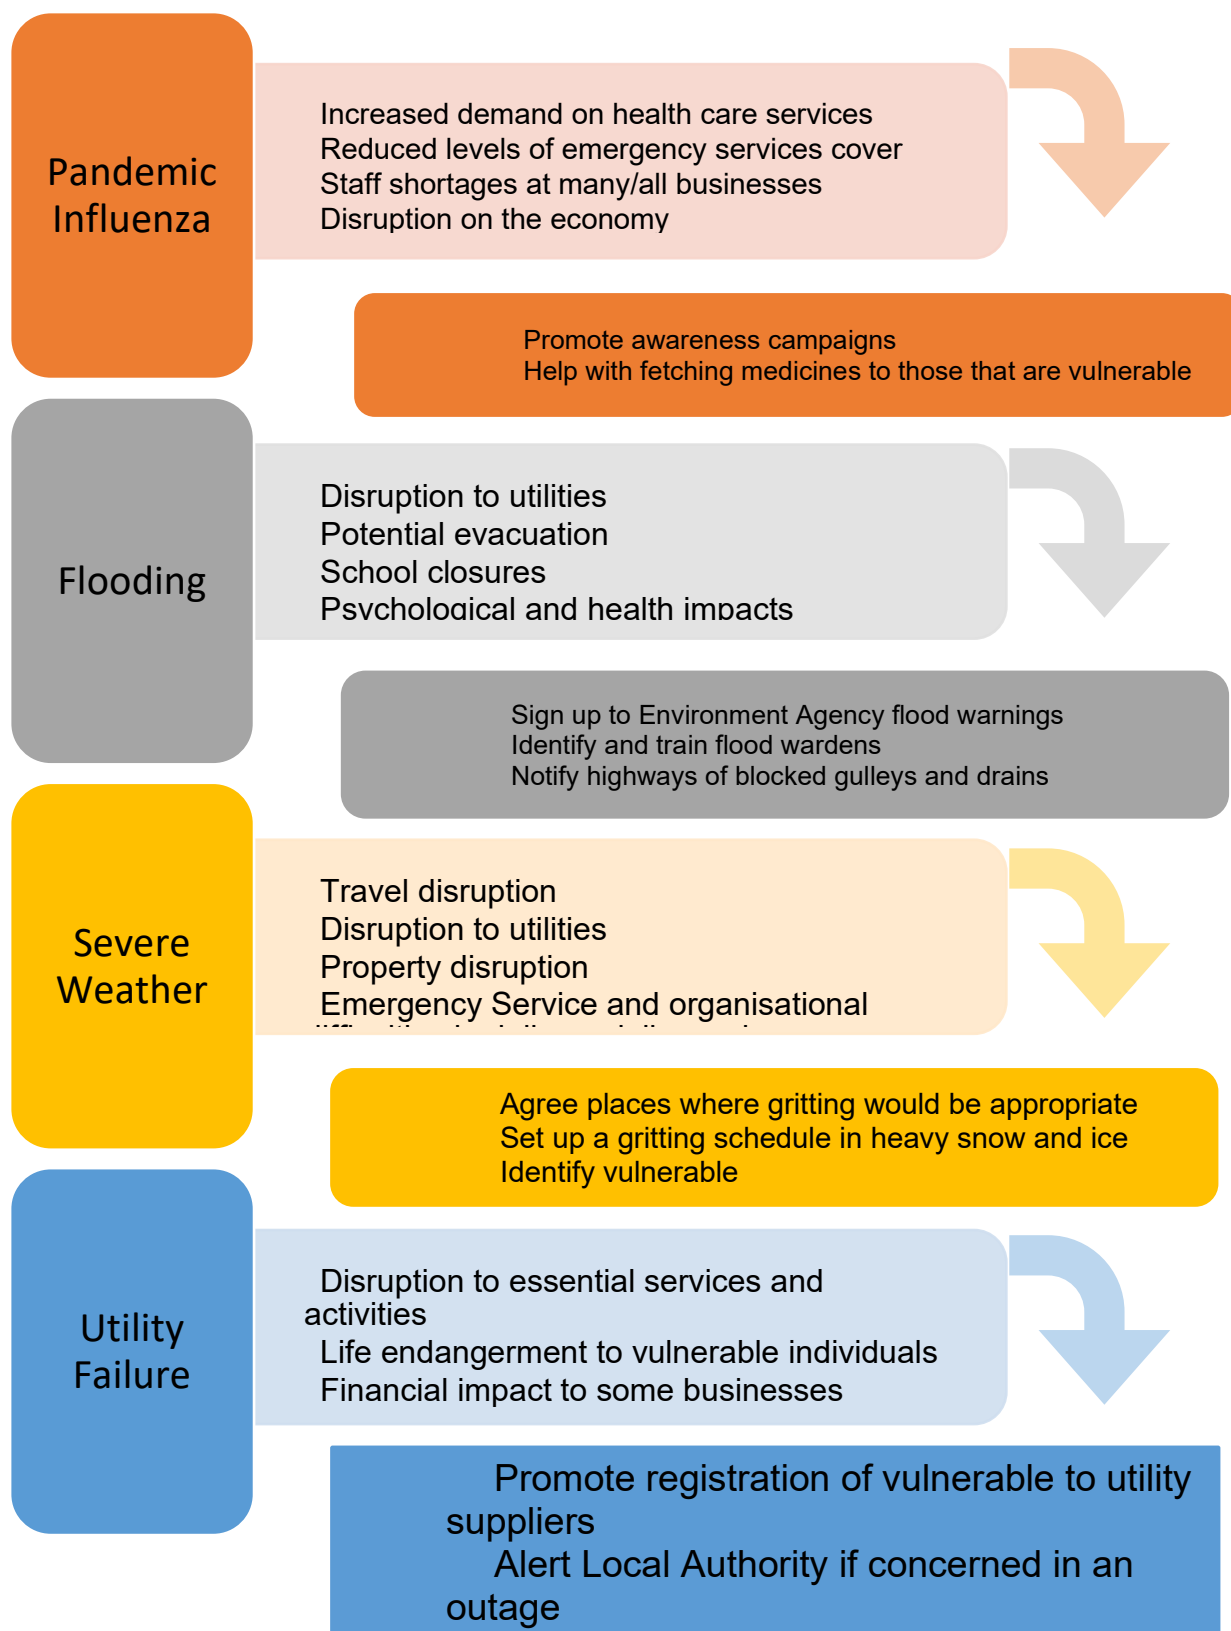 Pandemic
Influenza
Increased demand on health care services
Reduced levels of emergency services cover
Staff shortages at many/all businesses
Disruption on the economy
Promote awareness campaigns
Help with fetching medicines to those that are vulnerable
Flooding
Disruption to utilities
Potential evacuation
School closures
Psychological and health impacts
Sign up to Environment Agency flood warnings
Identify and train flood wardens
Notify highways of blocked gulleys and drains
Severe
Weather
Travel disruption
Disruption to utilities
Property disruption
Emergency Service and organisational
Agree places where gritting would be appropriate
Set up a gritting schedule in heavy snow and ice
Identify vulnerable
Utility
Failure
Disruption to essential services and
activities
Life endangerment to vulnerable individuals
Financial impact to some businesses
Promote registration of vulnerable to utility
suppliers
Alert Local Authority if concerned in an
outage